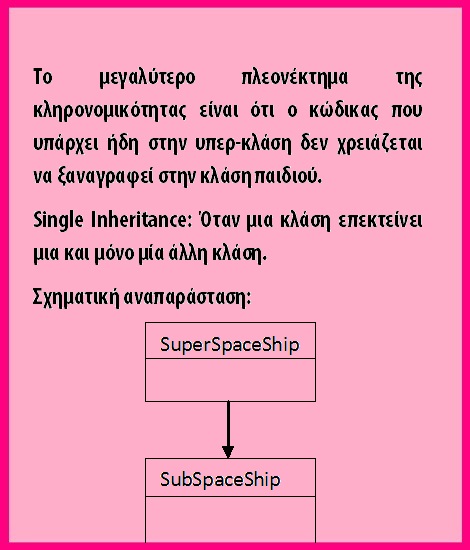 Το μεγαλύτερο πλεονέκτημα της
κληρονομικότητας είναι ότι ο κώδικας που
υπάρχει ήδη στην υπερ-κλάση δεν χρειάζεται
να ξαναγραφεί στην κλάση παιδιού.
Single Inheritance: Όταν μια κλάση επεκτείνει
μια και μόνο μία άλλη κλάση.
Σχηματική αναπαράσταση:
SuperSpaceShip
SubSpaceShip